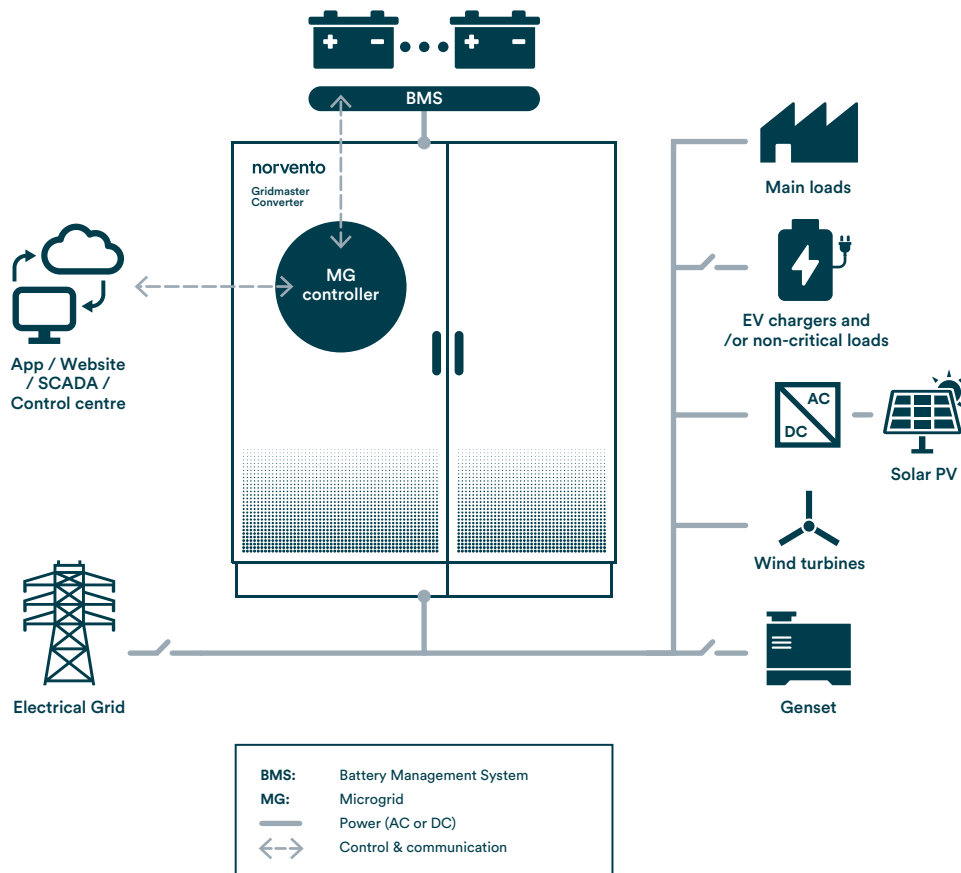 BMS
norvento
Gridmaster
Converter
MG
controller
App / Website
/ SCADA /
Control centre
Main loads
EV chargers and
/or non-critical loads
AC
DC
Solar PV
Wind turbines
Electrical Grid
Genset
BMS: Battery Management System
MG: Microgrid
Power (AC or DC)
Control & communication